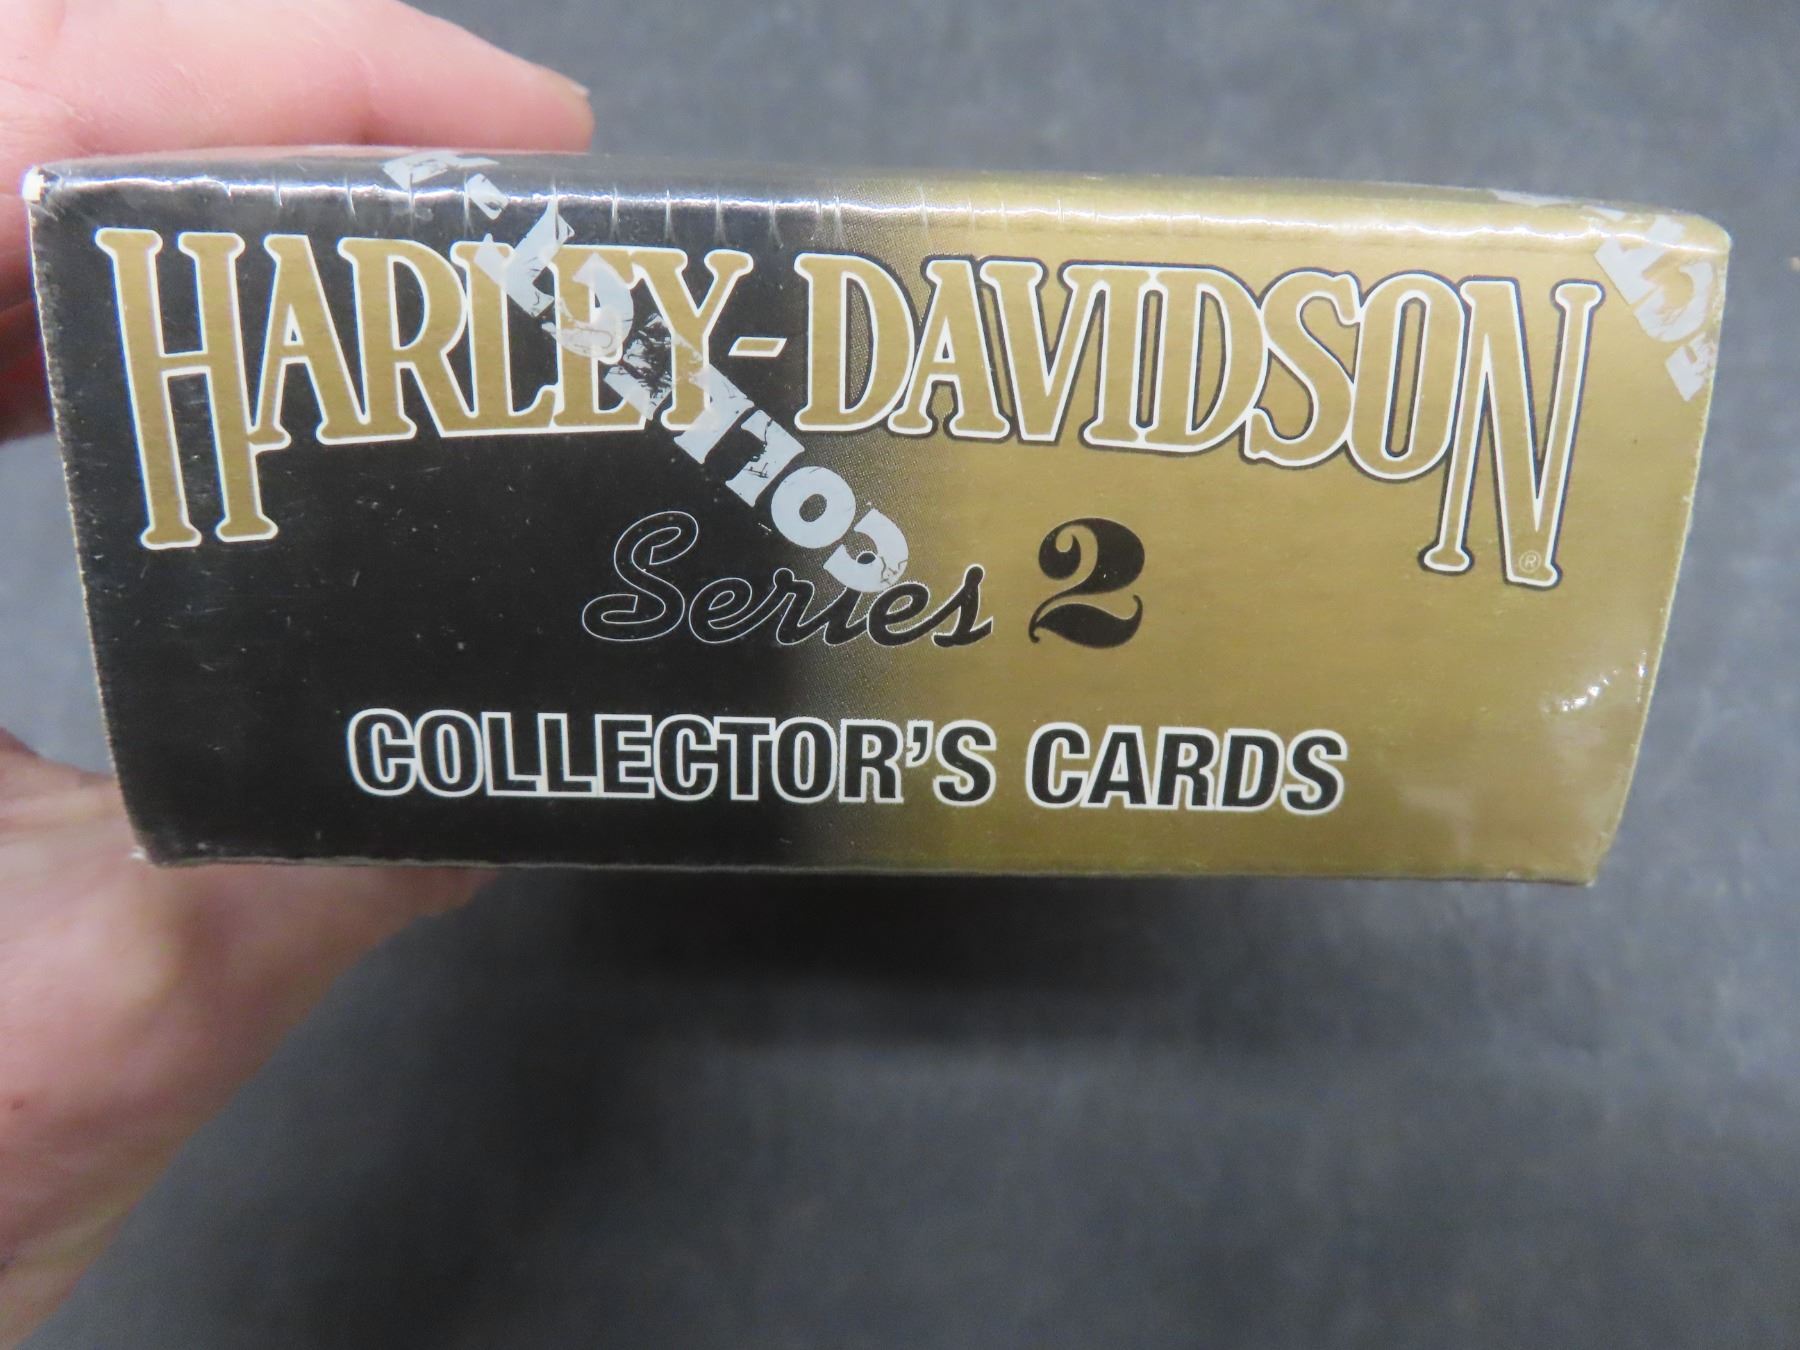 HARLEY-DAVIDSON®
Series 2
COLLECTOR'S CARDS